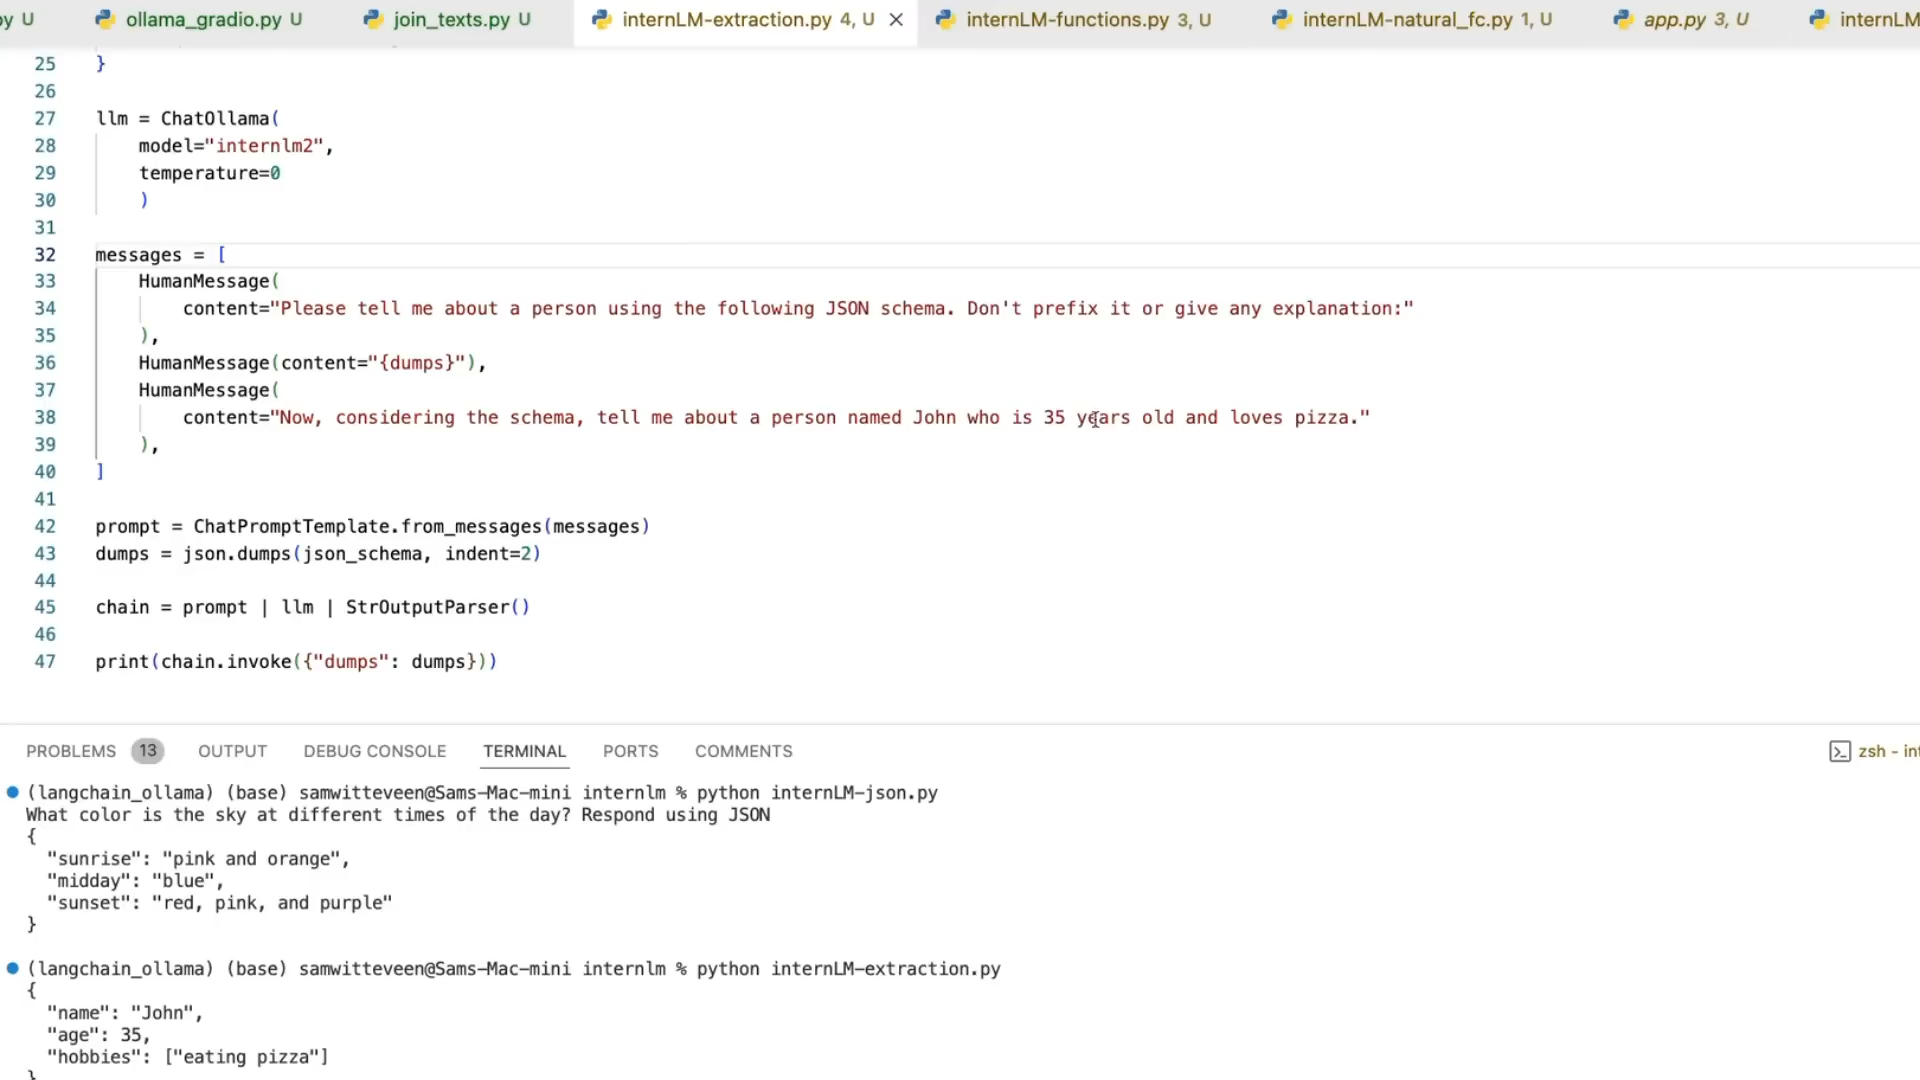 py U ollama_gradio.py U join_texts.py U internLM-extraction.py 4, U internLM-functions.py 3, U internLM-natural_fc.py 1, U app.py 3, U internLM
25 }
26
27 llm = ChatOllama(
28 model="internlm2",
29 temperature=0
30 )
31
32 messages = [
33 HumanMessage(
34 content="Please tell me about a person using the following JSON schema. Don't prefix it or give any explanation:"
35 ),
36 HumanMessage(content="{dumps}"),
37 HumanMessage(
38 content="Now, considering the schema, tell me about a person named John who is 35 years old and loves pizza."
39 ),
40 ]
41
42 prompt = ChatPromptTemplate.from_messages(messages)
43 dumps = json.dumps(json_schema, indent=2)
44
45 chain = prompt | llm | StrOutputParser()
46
47 print(chain.invoke({"dumps": dumps}))
PROBLEMS 13 OUTPUT DEBUG CONSOLE TERMINAL PORTS COMMENTS zsh - int
(langchain_ollama) (base) samwitteveen@Sams-Mac-mini internlm % python internLM-json.py
What color is the sky at different times of the day? Respond using JSON
{
"sunrise": "pink and orange",
"midday": "blue",
"sunset": "red, pink, and purple"
}
(langchain_ollama) (base) samwitteveen@Sams-Mac-mini internlm % python internLM-extraction.py
{
"name": "John",
"age": 35,
"hobbies": ["eating pizza"]
}